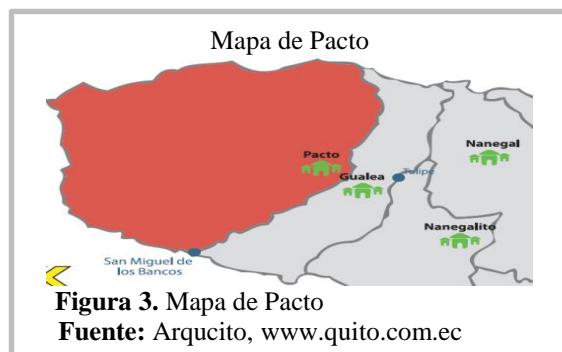 Mapa de Pacto
Nanegal
Pacto
Tulipe
Gualea
Nanegalito
San Miguel de
los Bancos
Figura 3. Mapa de Pacto
Fuente: Arqucito, www.quito.com.ec